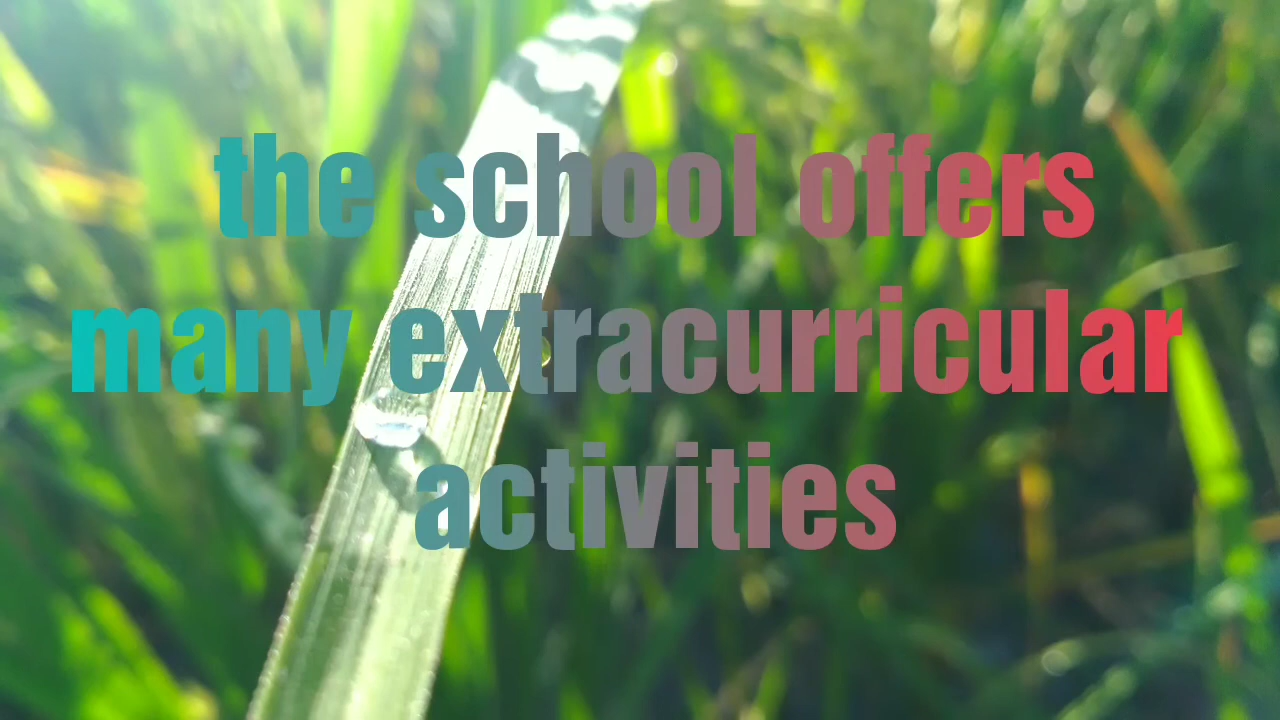 the school offers
many extracurricular
activities